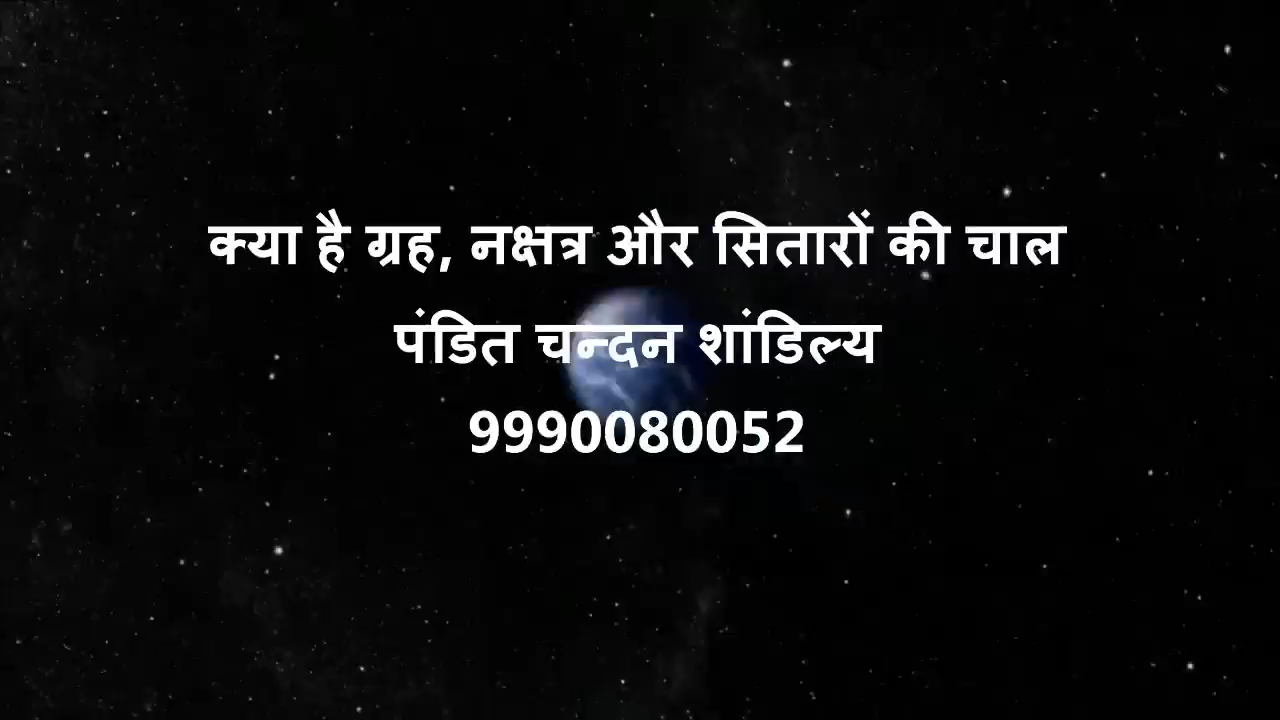 क्या है ग्रह, नक्षत्र और सितारों की चाल
पंडित चन्दन शांडिल्य
9990080052